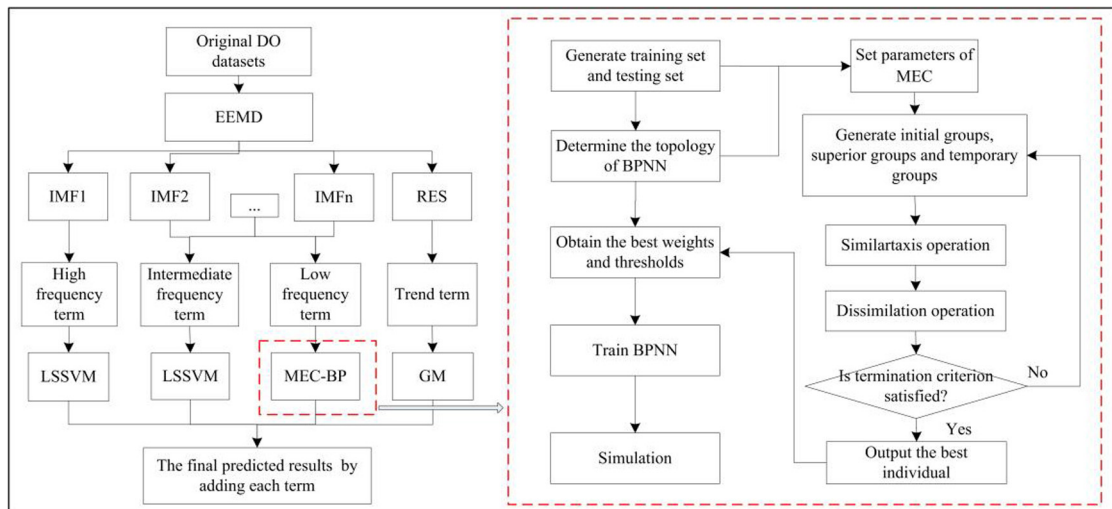 Original DO
datasets
EEMD
IMF1
IMF2
...
IMFn
RES
High
frequency
term
Intermediate
frequency
term
Low
frequency
term
Trend term
LSSVM
LSSVM
MEC-BP
GM
The final predicted results by
adding each term
Generate training set
and testing set
Determine the topology
of BPNN
Obtain the best weights
and thresholds
Train BPNN
Simulation
Set parameters of
MEC
Generate initial groups,
superior groups and temporary
groups
Similartaxis operation
Dissimilation operation
Is termination criterion
satisfied?
No
Yes
Output the best
individual